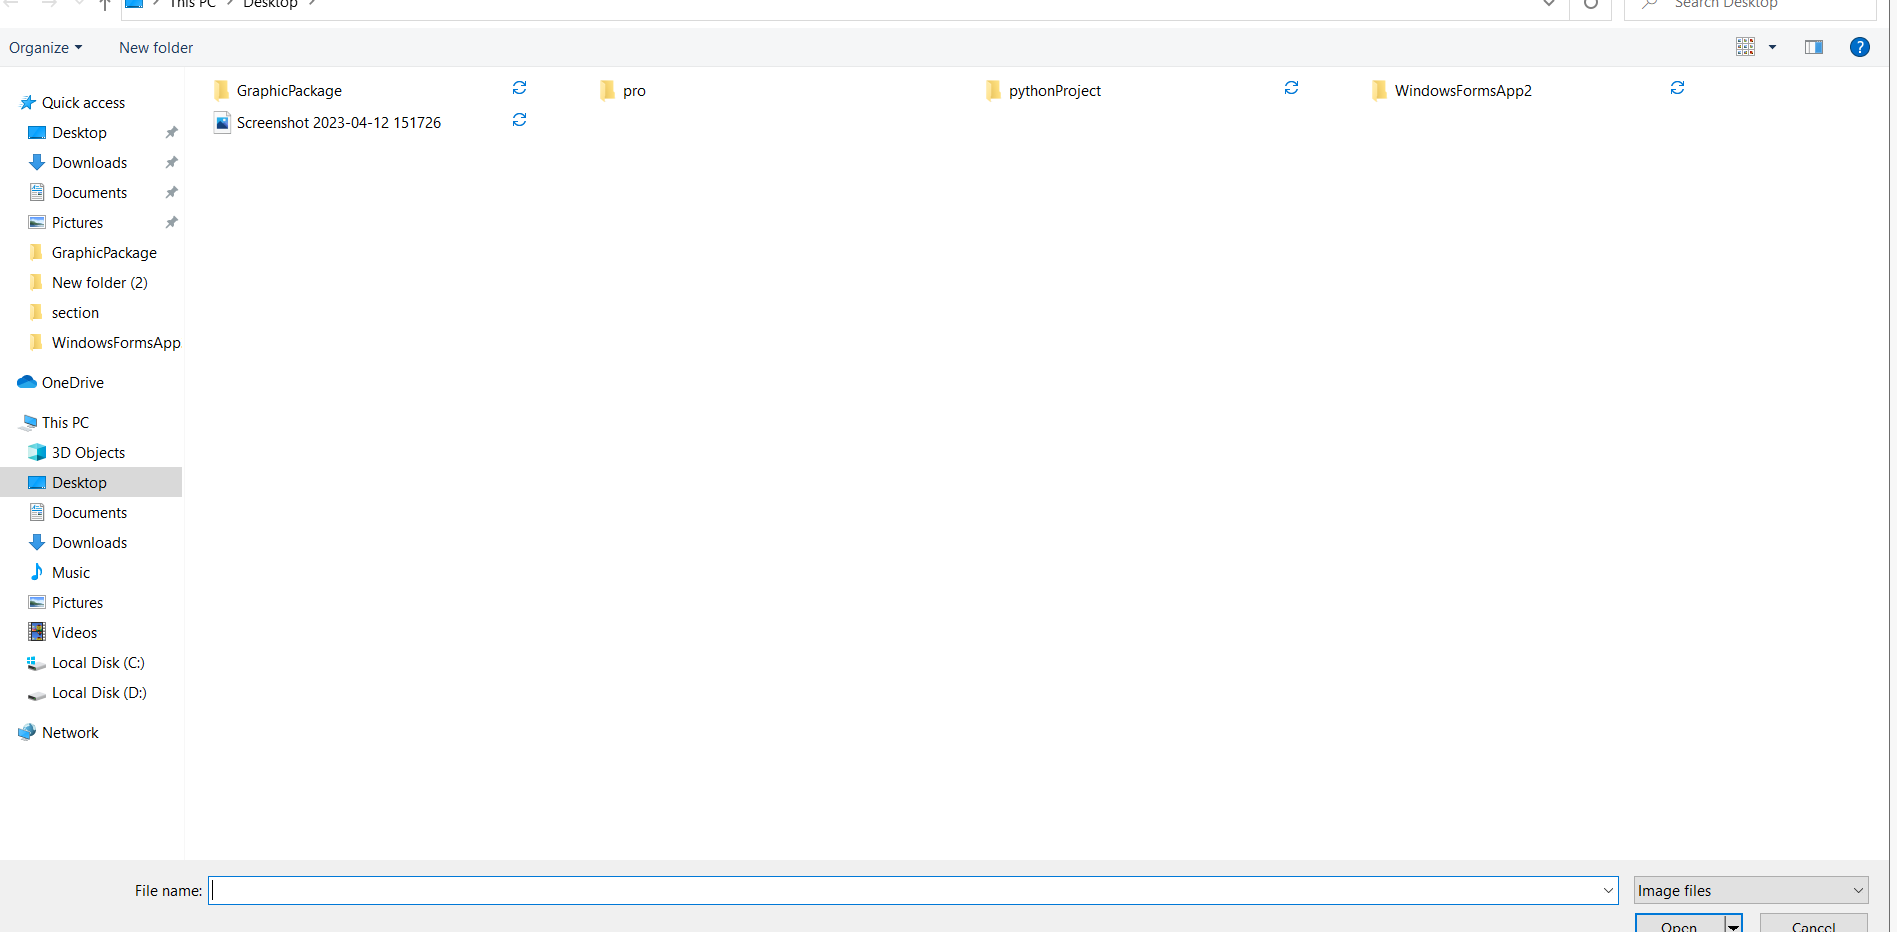 This PC > Desktop >
Search Desktop
Organize
New folder
?
Quick access
Desktop
Downloads
Documents
Pictures
GraphicPackage
New folder (2)
section
WindowsFormsApp
OneDrive
This PC
3D Objects
Desktop
Documents
Downloads
Music
Pictures
Videos
Local Disk (C:)
Local Disk (D:)
Network
GraphicPackage
pro
pythonProject
WindowsFormsApp2
Screenshot 2023-04-12 151726
File name:
Image files
Open
Cancel